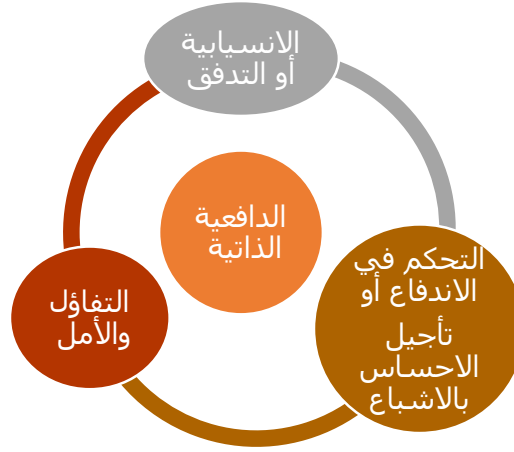 الانسيابية
أو التدفق
الدافعية
الذاتية
التحكم في
الاندفاع أو
تأجيل
الاحساس
بالاشباع
التفاؤل
والأمل